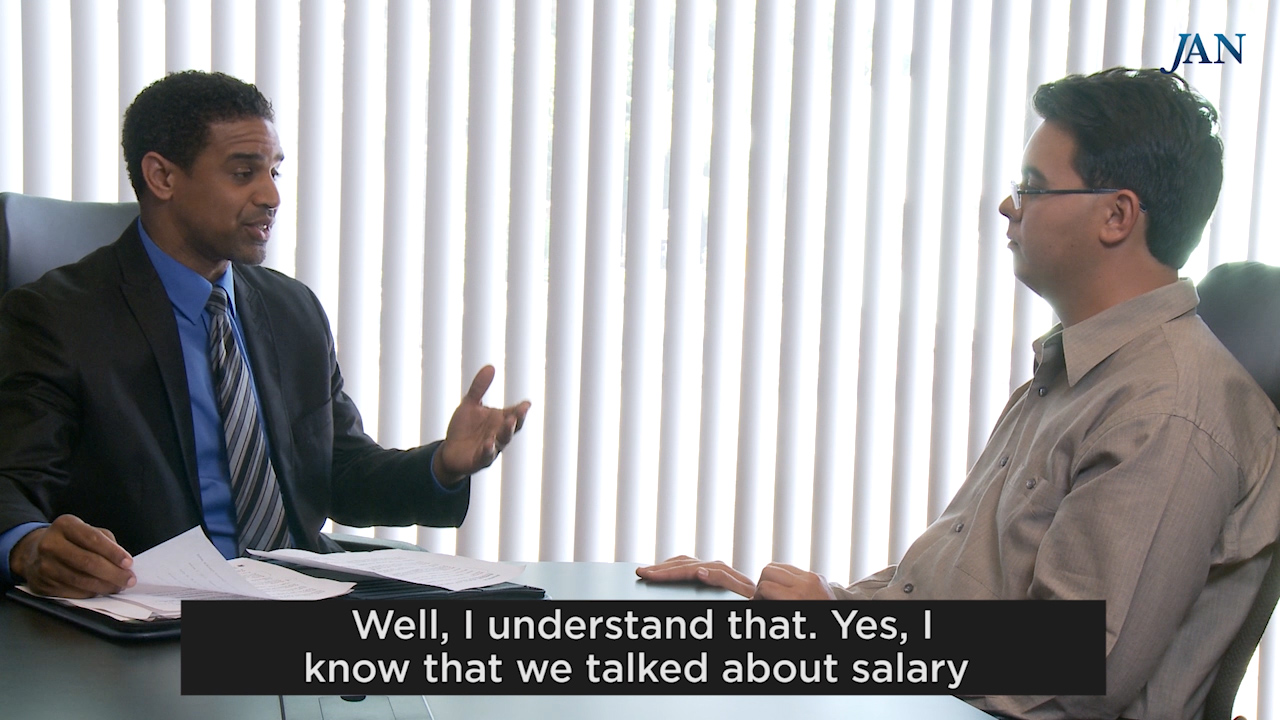 JAN
Well, I understand that. Yes, I
know that we talked about salary